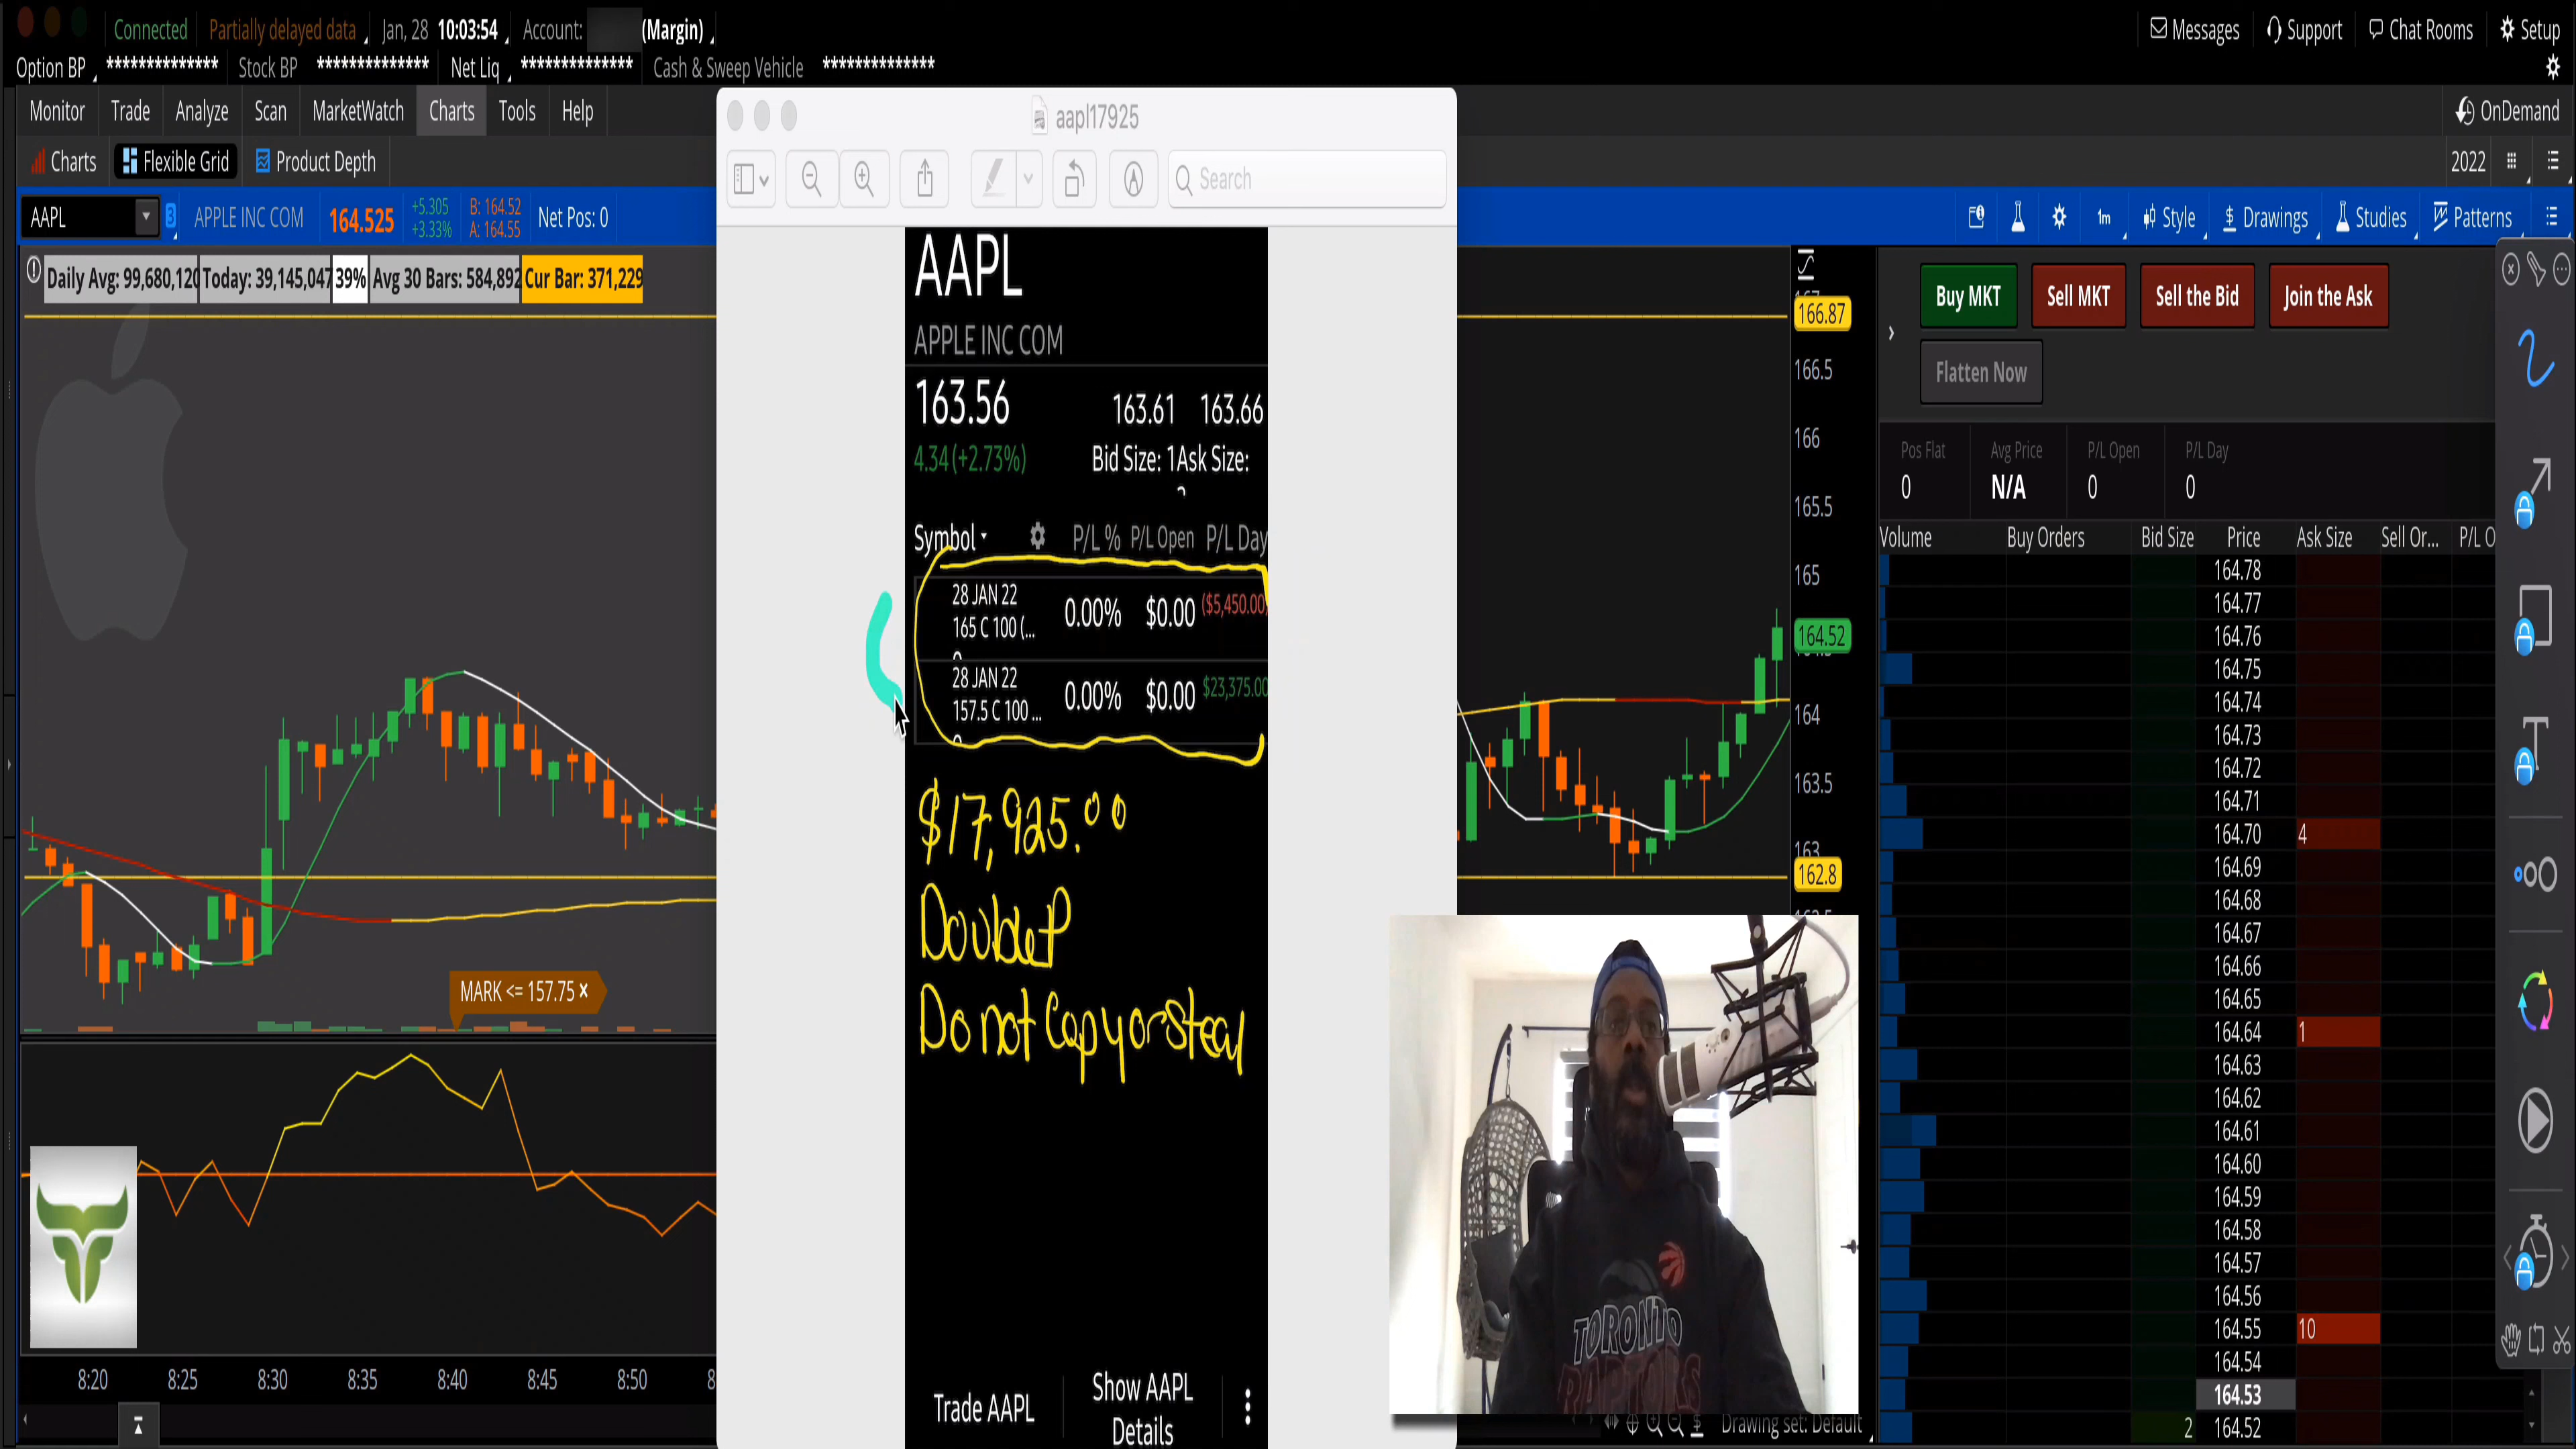 Connected Partially delayed data Jan, 28 10:03:54 Account: (Margin) Messages Support Chat Rooms Setup
Option BP ************** Stock BP ************** Net Liq ************** Cash & Sweep Vehicle **************
Monitor Trade Analyze Scan MarketWatch Charts Tools Help OnDemand
Charts Flexible Grid Product Depth 2022
AAPL 3 APPLE INC COM 164.525 +5.305 +3.33% B: 164.52 A: 164.55 Net Pos: 0 1m Style Drawings Studies Patterns
Daily Avg: 99,680,120 Today: 39,145,047 39% Avg 30 Bars: 584,892 Cur Bar: 371,229
MARK <= 157.75 ×
8:20 8:25 8:30 8:35 8:40 8:45 8:50 8
aapl17925
Search
AAPL
APPLE INC COM
163.56 163.61 163.66
4.34 (+2.73%) Bid Size: 1 Ask Size:
Symbol P/L % P/L Open P/L Day
28 JAN 22
165 C 100 (... 0.00% $0.00 ($5,450.00)
28 JAN 22
157.5 C 100 ... 0.00% $0.00 $23,375.00
$17,925.00
DoubleP
Do not Copy or Steal
Trade AAPL Show AAPL Details
166.87
166.5
166
165.5
165
164.52
164
163.5
163
162.8
TORONTO
RAPTORS
Drawing set: Default
Buy MKT Sell MKT Sell the Bid Join the Ask
Flatten Now
Pos Flat Avg Price P/L Open P/L Day
0 N/A 0 0
Volume Buy Orders Bid Size Price Ask Size Sell Or... P/L O
164.78
164.77
164.76
164.75
164.74
164.73
164.72
164.71
164.70 4
164.69
164.68
164.67
164.66
164.65
164.64 1
164.63
164.62
164.61
164.60
164.59
164.58
164.57
164.56
164.55 10
164.54
164.53
2 164.52